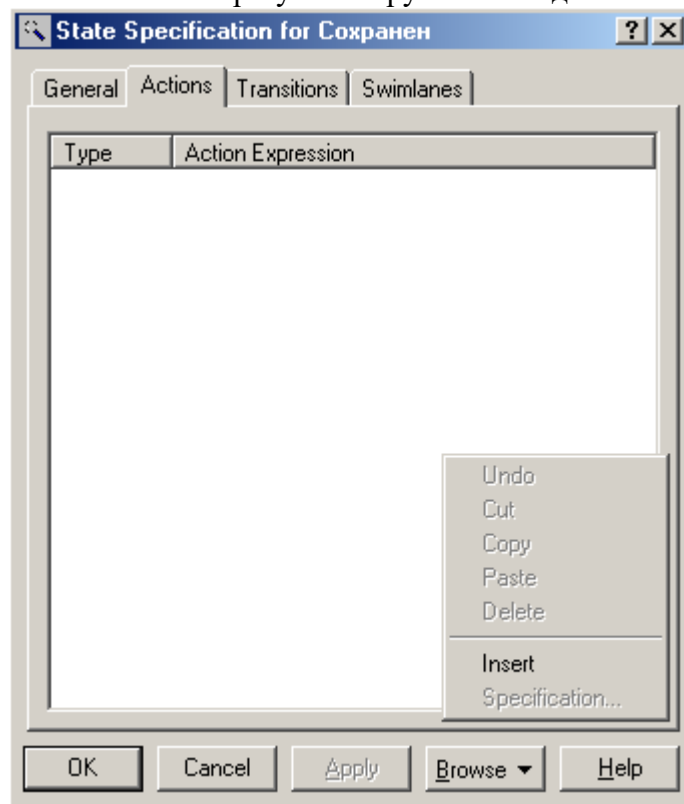 State Specification for Сохранен
General Actions Transitions Swimlanes
Type Action Expression
Undo
Cut
Copy
Paste
Delete
Insert
Specification...
OK Cancel Apply Browse Help